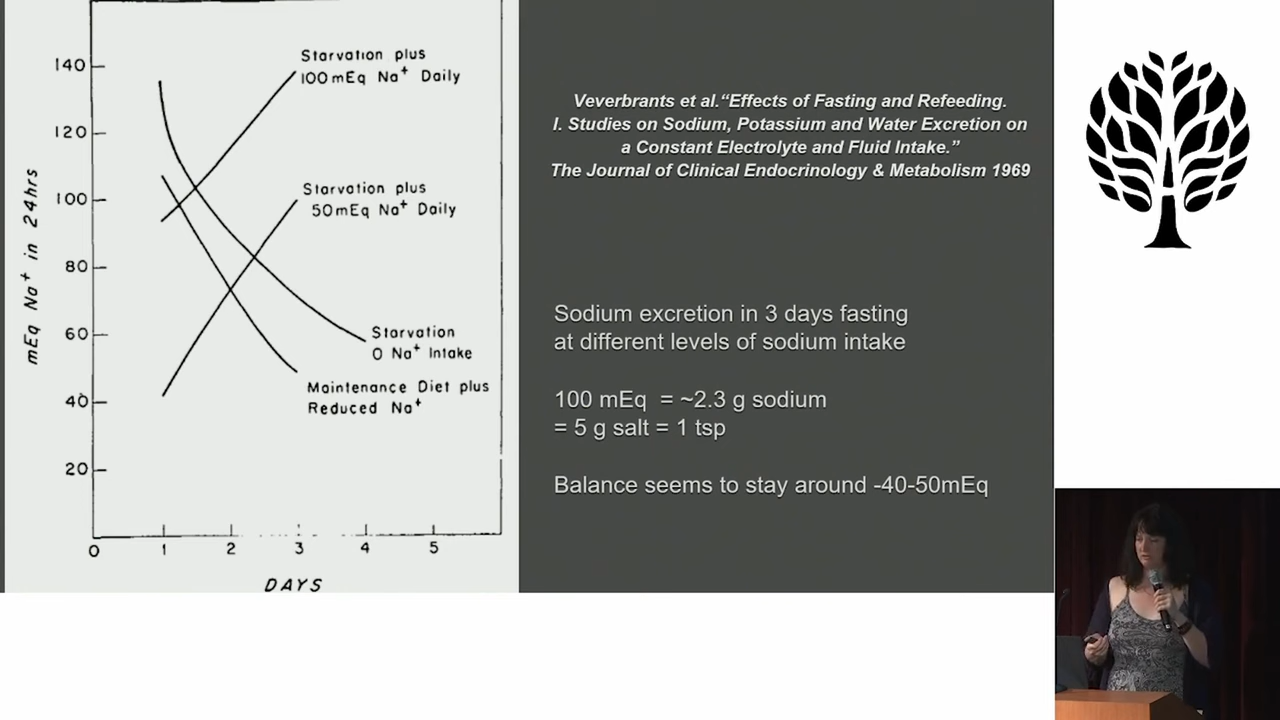 140
120
100
80
60
40
20
mEq Na+ in 24hrs
0 1 2 3 4 5
DAYS
Starvation plus
100 mEq Na+ Daily
Starvation plus
50 mEq Na+ Daily
Starvation
0 Na+ Intake
Maintenance Diet plus
Reduced Na+
Veverbrants et al.“Effects of Fasting and Refeeding.
I. Studies on Sodium, Potassium and Water Excretion on
a Constant Electrolyte and Fluid Intake.”
The Journal of Clinical Endocrinology & Metabolism 1969
Sodium excretion in 3 days fasting
at different levels of sodium intake
100 mEq = ~2.3 g sodium
= 5 g salt = 1 tsp
Balance seems to stay around -40-50mEq